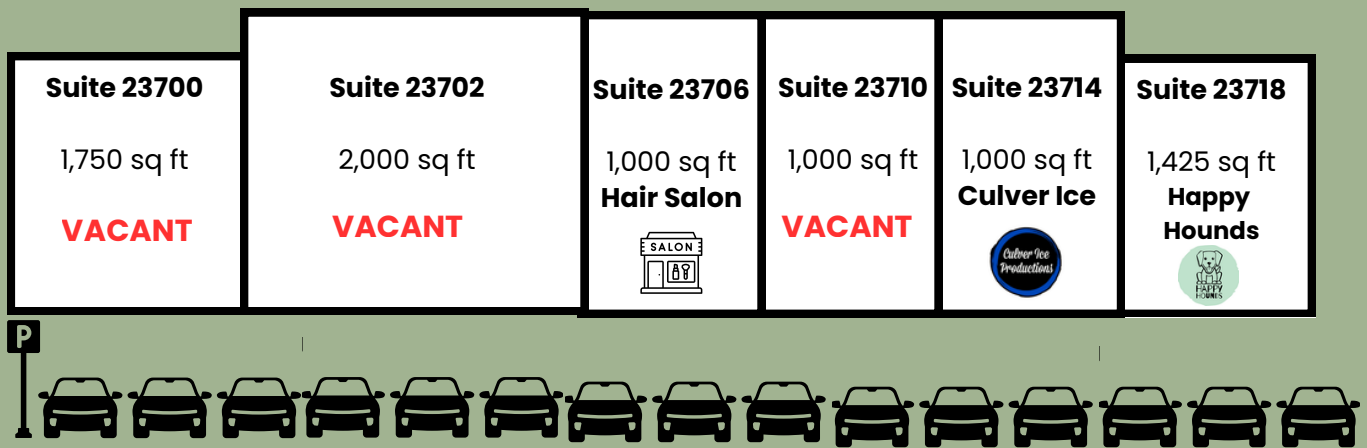 Suite 23700
1,750 sq ft
VACANT
Suite 23702
2,000 sq ft
VACANT
Suite 23706
1,000 sq ft
Hair Salon
SALON
Suite 23710
1,000 sq ft
VACANT
Suite 23714
1,000 sq ft
Culver Ice
Culver Ice
Productions
Suite 23718
1,425 sq ft
Happy
Hounds
HAPPY
HOUNDS
P